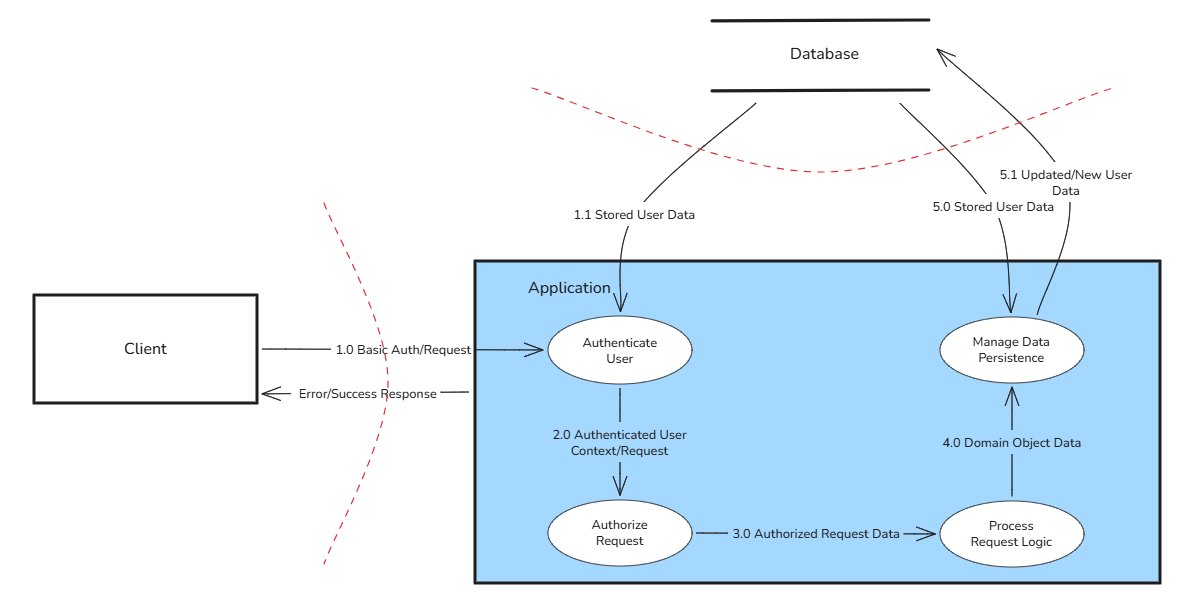 Database
5.1 Updated/New User
Data
5.0 Stored User Data
1.1 Stored User Data
Application
Client
1.0 Basic Auth/Request
Authenticate
User
Manage Data
Persistence
Error/Success Response
2.0 Authenticated User
Context/Request
4.0 Domain Object Data
Authorize
Request
3.0 Authorized Request Data
Process
Request Logic